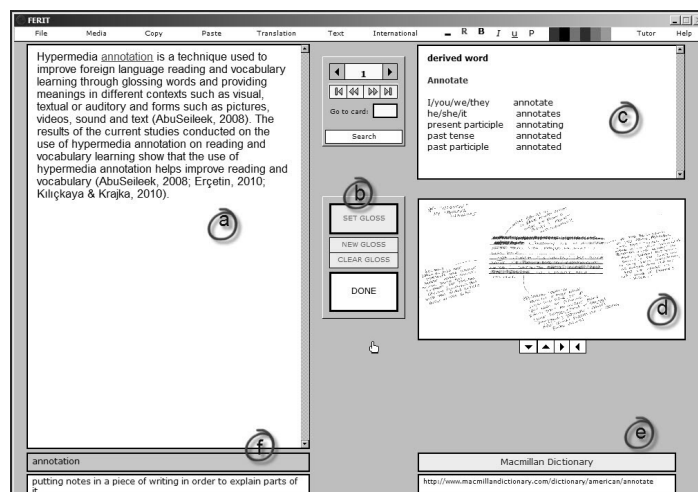 FERIT
File Media Copy Paste Translation Text International R B I u P Tutor Help
Hypermedia annotation is a technique used to
improve foreign language reading and vocabulary
learning through glossing words and providing
meanings in different contexts such as visual,
textual or auditory and forms such as pictures,
videos, sound and text (AbuSeileek, 2008). The
results of the current studies conducted on the
use of hypermedia annotation on reading and
vocabulary learning show that the use of
hypermedia annotation helps improve reading and
vocabulary (AbuSeileek, 2008; Erçetin, 2010;
Kılıçkaya & Krajka, 2010).
a
1
Go to card:
Search
b
SET GLOSS
NEW GLOSS
CLEAR GLOSS
DONE
derived word
Annotate
I/you/we/they annotate
he/she/it annotates
present participle annotating
past tense annotated
past participle annotated
c
d
f
e
annotation
putting notes in a piece of writing in order to explain parts of
it
Macmillan Dictionary
http://www.macmillandictionary.com/dictionary/american/annotate